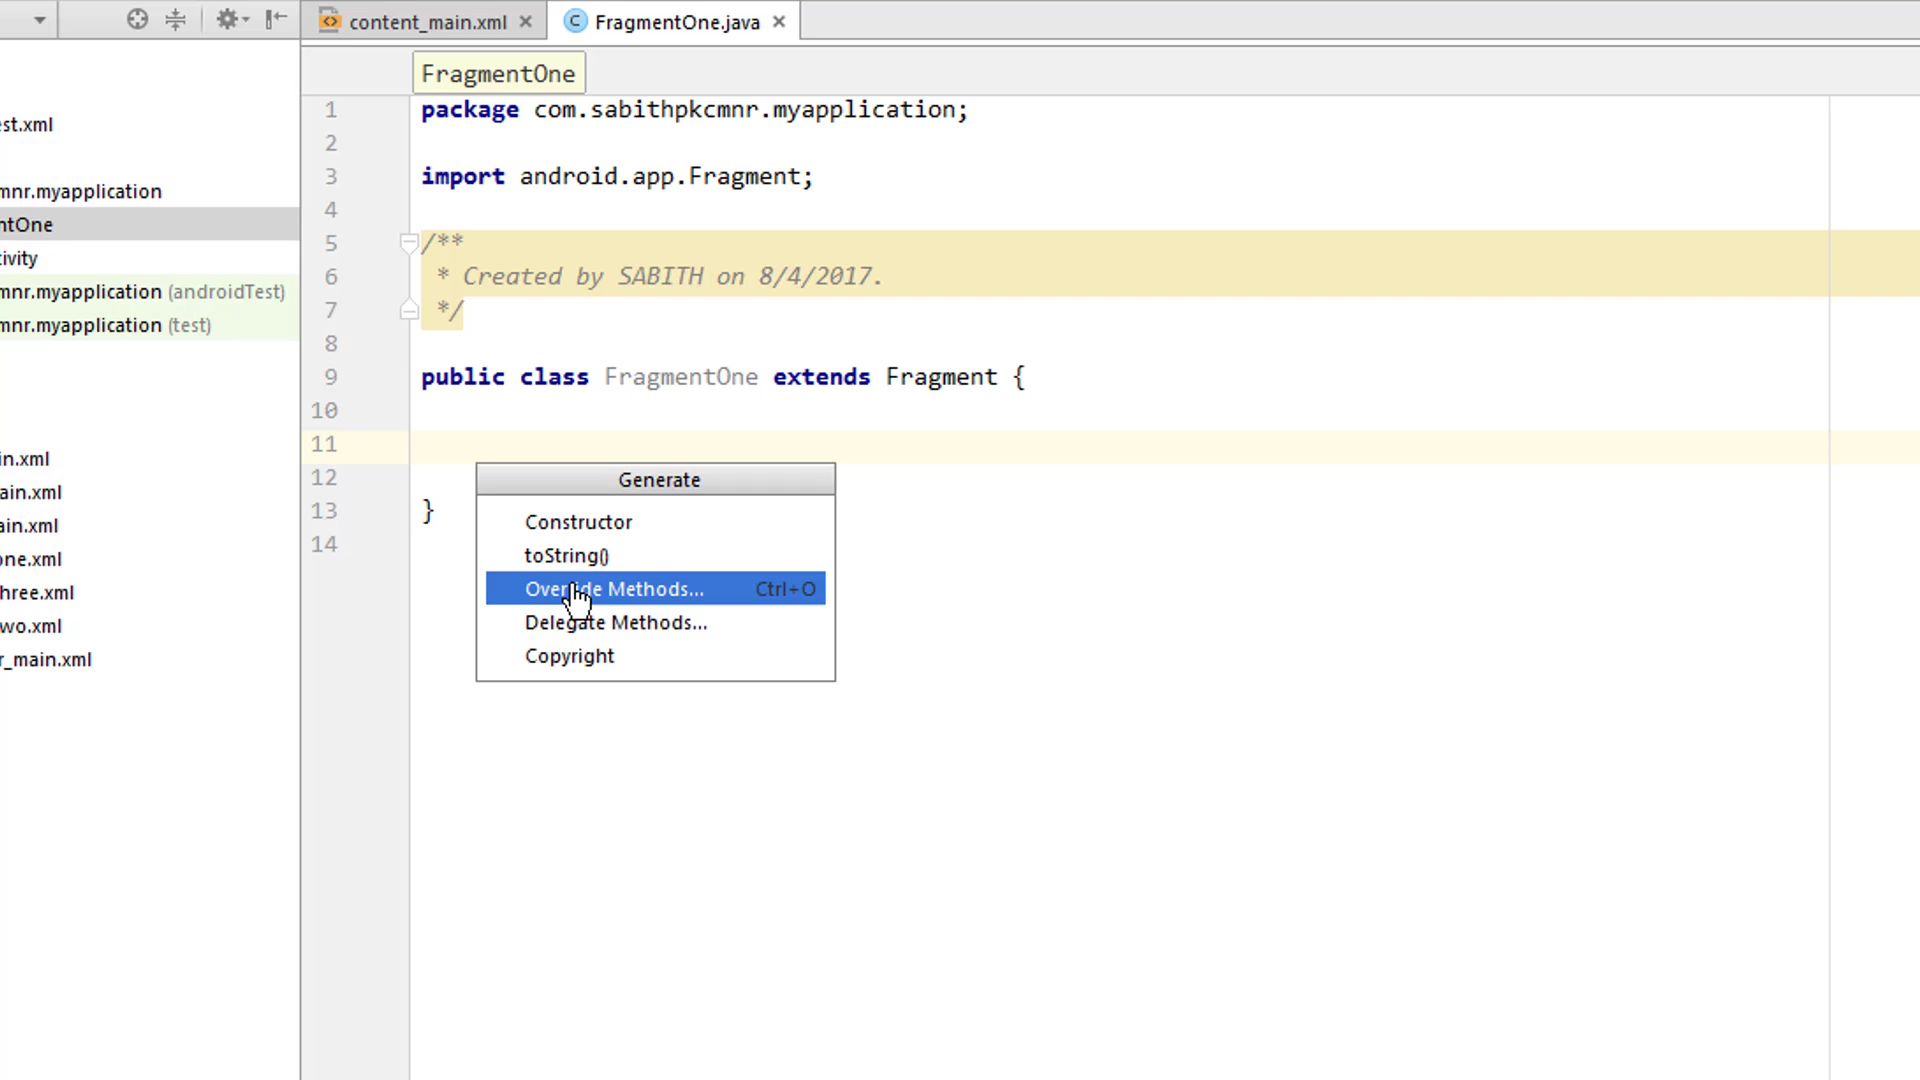 content_main.xml
FragmentOne.java
FragmentOne
est.xml
mnr.myapplication
ntOne
ivity
mnr.myapplication (androidTest)
mnr.myapplication (test)
in.xml
ain.xml
ain.xml
one.xml
hree.xml
wo.xml
r_main.xml
1 package com.sabithpkcmnr.myapplication;
2
3 import android.app.Fragment;
4
5 /**
6 * Created by SABITH on 8/4/2017.
7 */
8
9 public class FragmentOne extends Fragment {
10
11
12
13 }
14
Generate
Constructor
toString()
Override Methods... Ctrl+O
Delegate Methods...
Copyright